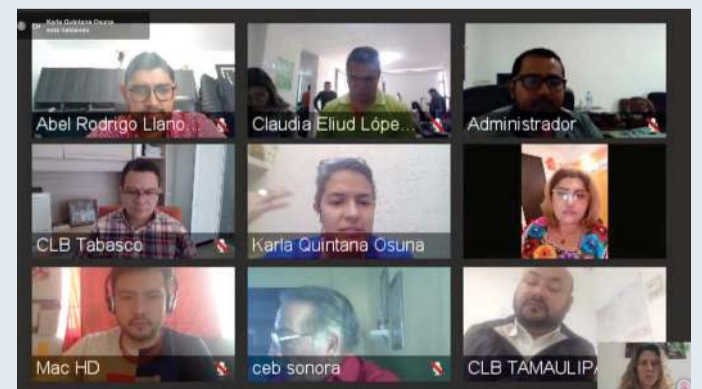 Karla Quintana Osuna
está hablando
Abel Rodrigo Llano...
Claudia Eliud Lópe...
Administrador
CLB Tabasco
Karla Quintana Osuna
Mac HD
ceb sonora
CLB TAMAULIPA